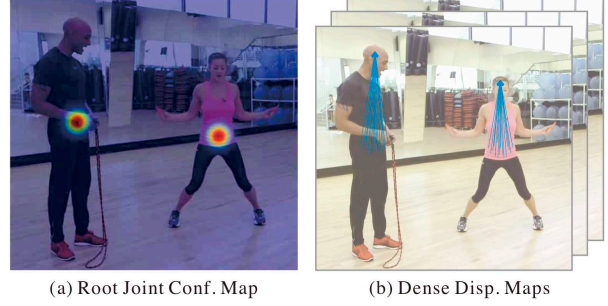 (a) Root Joint Conf. Map
(b) Dense Disp. Maps